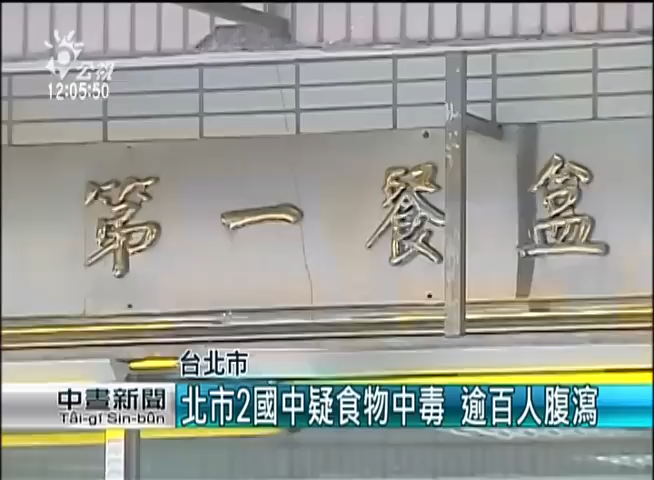 公視
12:05:50
第一餐盒
台北市
中晝新聞
Tâi-gí Sin-bûn
北市2國中疑食物中毒 逾百人腹瀉